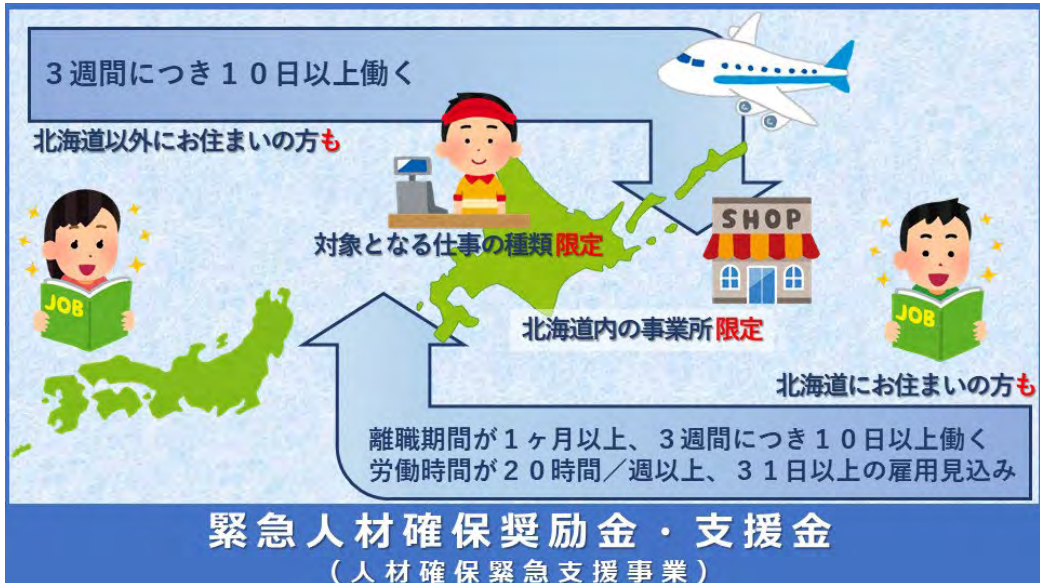 ３週間につき１０日以上働く
北海道以外にお住まいの方も
対象となる仕事の種類限定
SHOP
JOB
JOB
北海道内の事業所限定
北海道にお住まいの方も
離職期間が１ヶ月以上、３週間につき１０日以上働く
労働時間が２０時間／週以上、３１日以上の雇用見込み
緊急人材確保奨励金・支援金
（人材確保緊急支援事業）